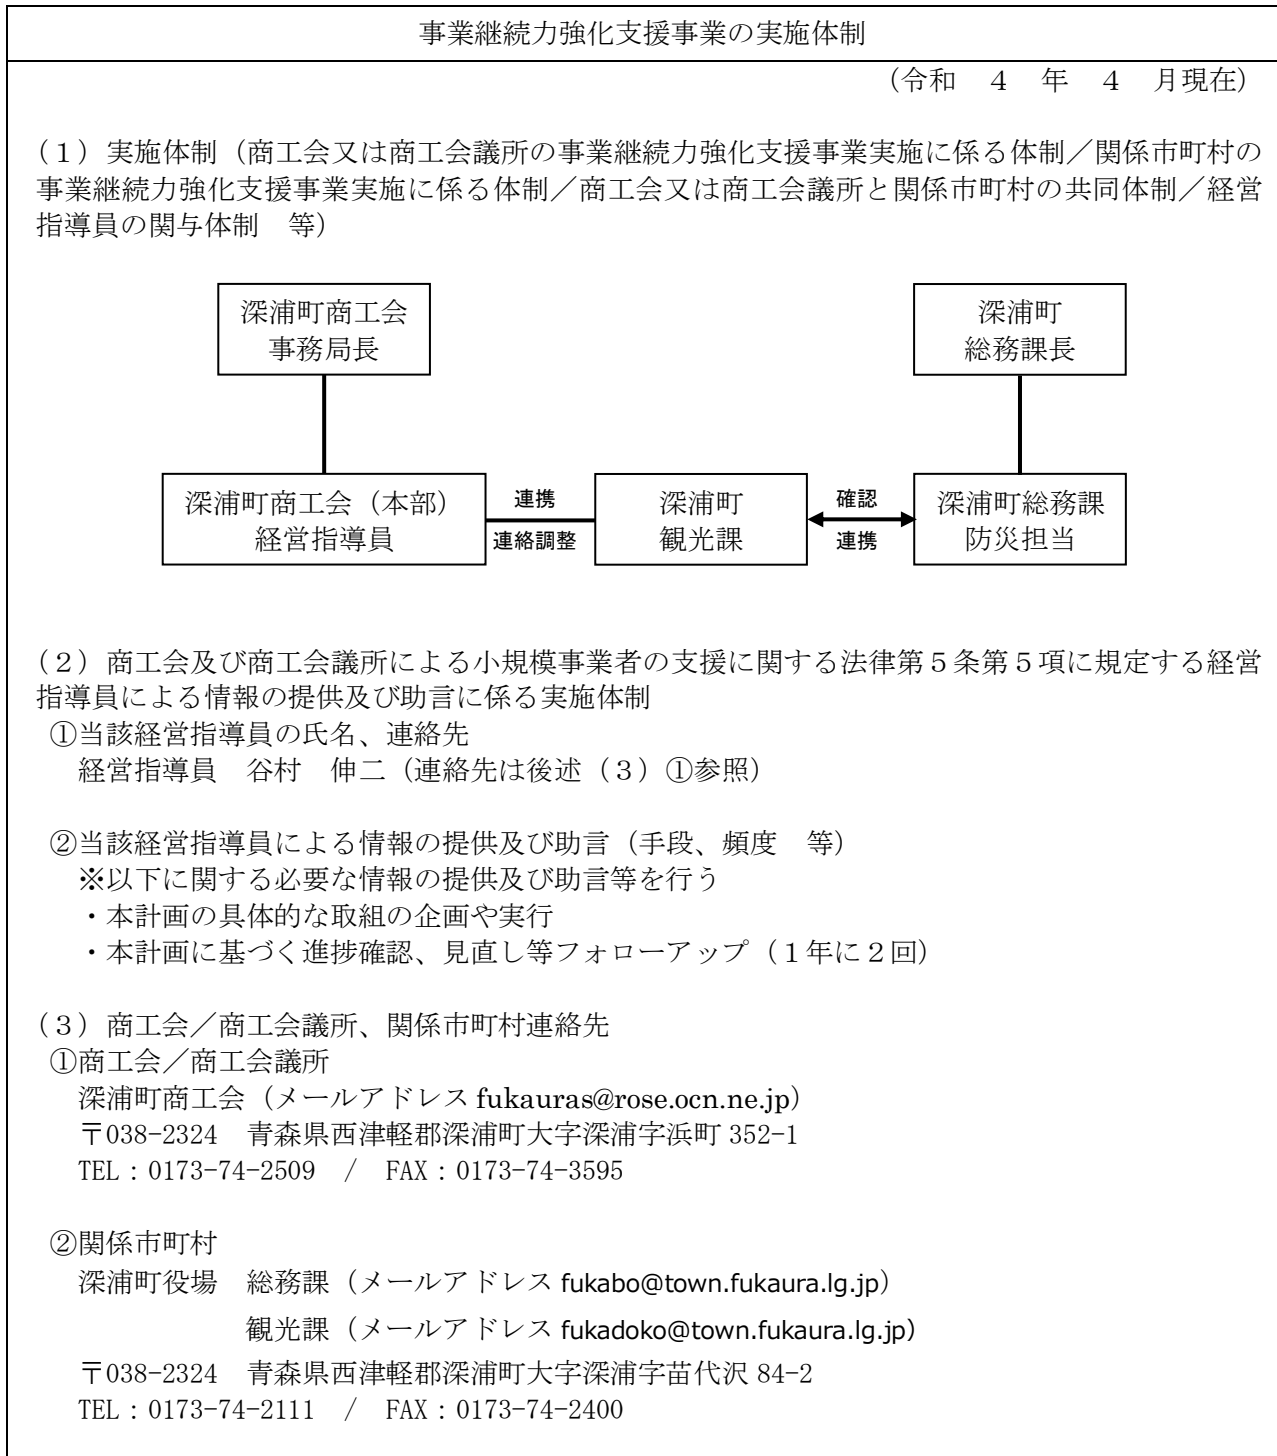 事業継続力強化支援事業の実施体制
(令和　４　年　４　月現在)
(１) 実施体制 (商工会又は商工会議所の事業継続力強化支援事業実施に係る体制／関係市町村の
事業継続力強化支援事業実施に係る体制／商工会又は商工会議所と関係市町村の共同体制／経営
指導員の関与体制　等)
深浦町商工会
事務局長
深浦町
総務課長
深浦町商工会 (本部)
経営指導員
連携
連絡調整
深浦町
観光課
確認
連携
深浦町総務課
防災担当
(２) 商工会及び商工会議所による小規模事業者の支援に関する法律第５条第５項に規定する経営
指導員による情報の提供及び助言に係る実施体制
①当該経営指導員の氏名、連絡先
経営指導員　谷村　伸二 (連絡先は後述 (３) ①参照)
②当該経営指導員による情報の提供及び助言 (手段、頻度　等)
※以下に関する必要な情報の提供及び助言等を行う
・本計画の具体的な取組の企画や実行
・本計画に基づく進捗確認、見直し等フォローアップ (１年に２回)
(３) 商工会／商工会議所、関係市町村連絡先
①商工会／商工会議所
深浦町商工会 (メールアドレス fukauras@rose.ocn.ne.jp)
〒038-2324　青森県西津軽郡深浦町大字深浦字浜町 352-1
TEL：0173-74-2509　/　FAX：0173-74-3595
②関係市町村
深浦町役場　総務課 (メールアドレス fukabo@town.fukaura.lg.jp)
観光課 (メールアドレス fukadoko@town.fukaura.lg.jp)
〒038-2324　青森県西津軽郡深浦町大字深浦字苗代沢 84-2
TEL：0173-74-2111　/　FAX：0173-74-2400